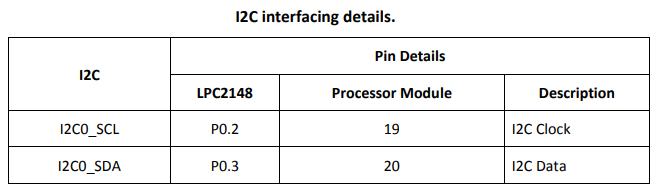 I2C interfacing details.
I2C
Pin Details
LPC2148 Processor Module Description
I2C0_SCL P0.2 19 I2C Clock
I2C0_SDA P0.3 20 I2C Data